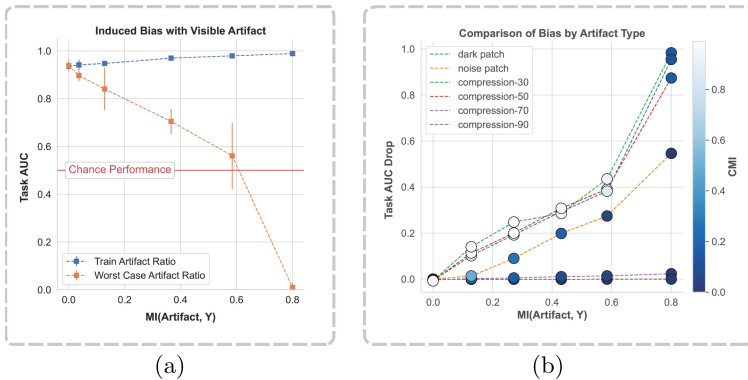 Induced Bias with Visible Artifact
1.0
0.8
0.6
0.4
0.2
0.0
Task AUC
Chance Performance
Train Artifact Ratio
Worst Case Artifact Ratio
0.0 0.2 0.4 0.6 0.8
MI(Artifact, Y)
(a)
Comparison of Bias by Artifact Type
1.0
0.8
0.6
0.4
0.2
0.0
Task AUC Drop
dark patch
noise patch
compression-30
compression-50
compression-70
compression-90
0.0 0.2 0.4 0.6 0.8
MI(Artifact, Y)
0.8
0.6
0.4
0.2
0.0
CMI
(b)